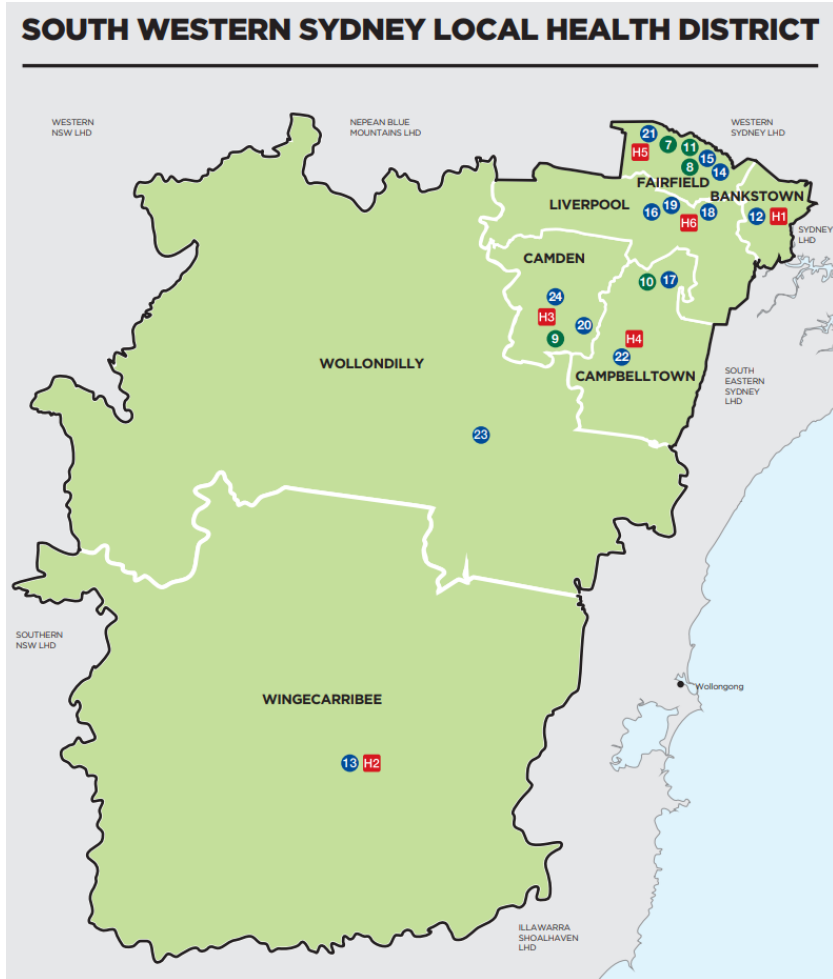 SOUTH WESTERN SYDNEY LOCAL HEALTH DISTRICT
WESTERN
NSW LHD
NEPEAN BLUE
MOUNTAINS LHD
WESTERN
SYDNEY LHD
21
7
11
H5
15
8
14
FAIRFIELD
BANKSTOWN
LIVERPOOL
16
19
18
H6
12
H1
SYDNEY
LHD
CAMDEN
24
H3
20
9
10
17
H4
22
CAMPBELLTOWN
WOLLONDILLY
SOUTH
EASTERN
SYDNEY
LHD
23
SOUTHERN
NSW LHD
Wollongong
WINGECARRIBEE
13
H2
ILLAWARRA
SHOALHAVEN
LHD